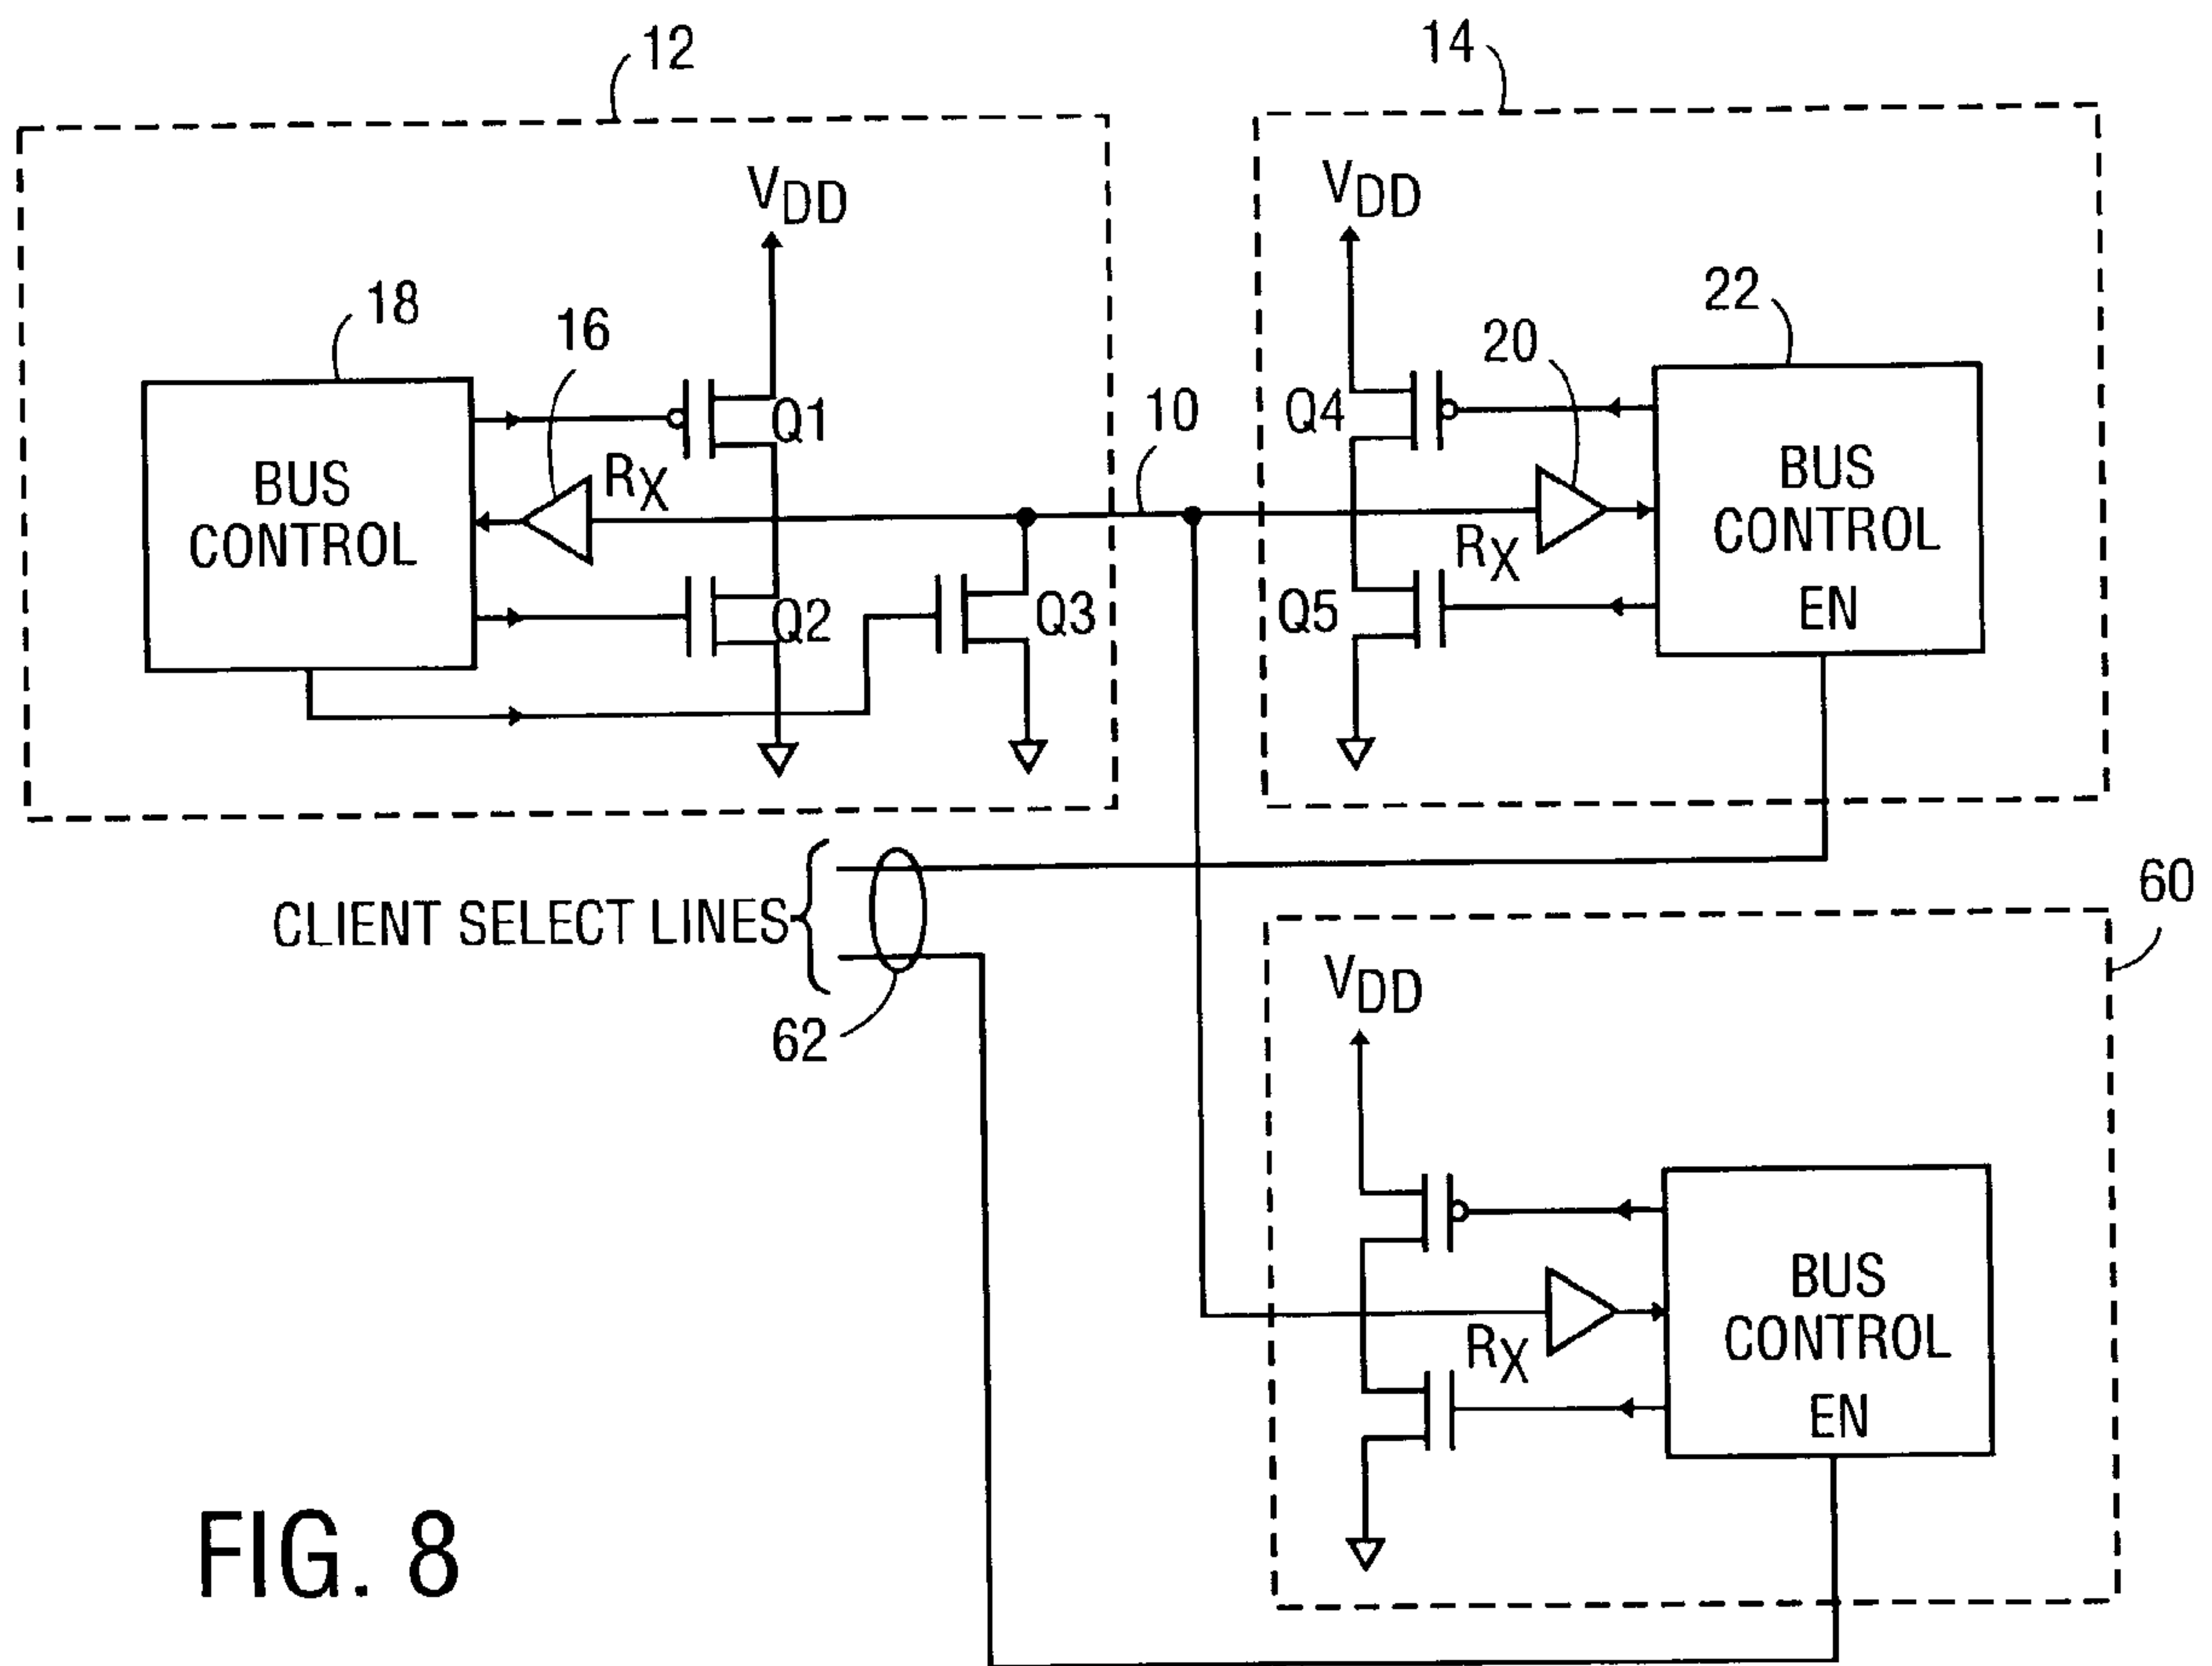 12
14
VDD
VDD
18
16
20
22
Q1
Q4
10
RX
BUS
CONTROL
BUS
CONTROL
EN
RX
Q2
Q3
Q5
CLIENT SELECT LINES
60
62
VDD
BUS
CONTROL
EN
RX
FIG. 8